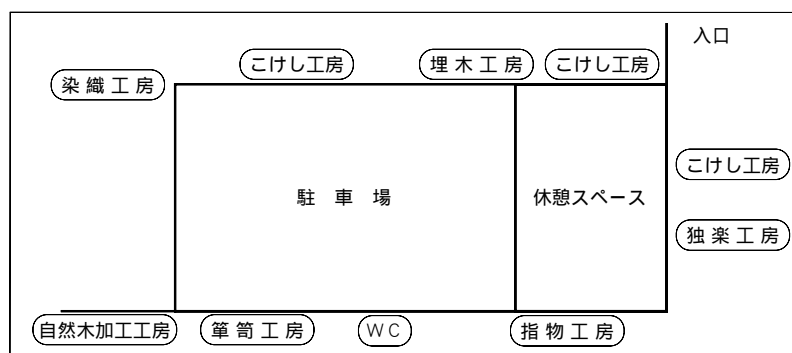 入口
こけし工房
埋木工房
こけし工房
染織工房
こけし工房
駐車場
休憩スペース
独楽工房
自然木加工工房
箪笥工房
WC
指物工房